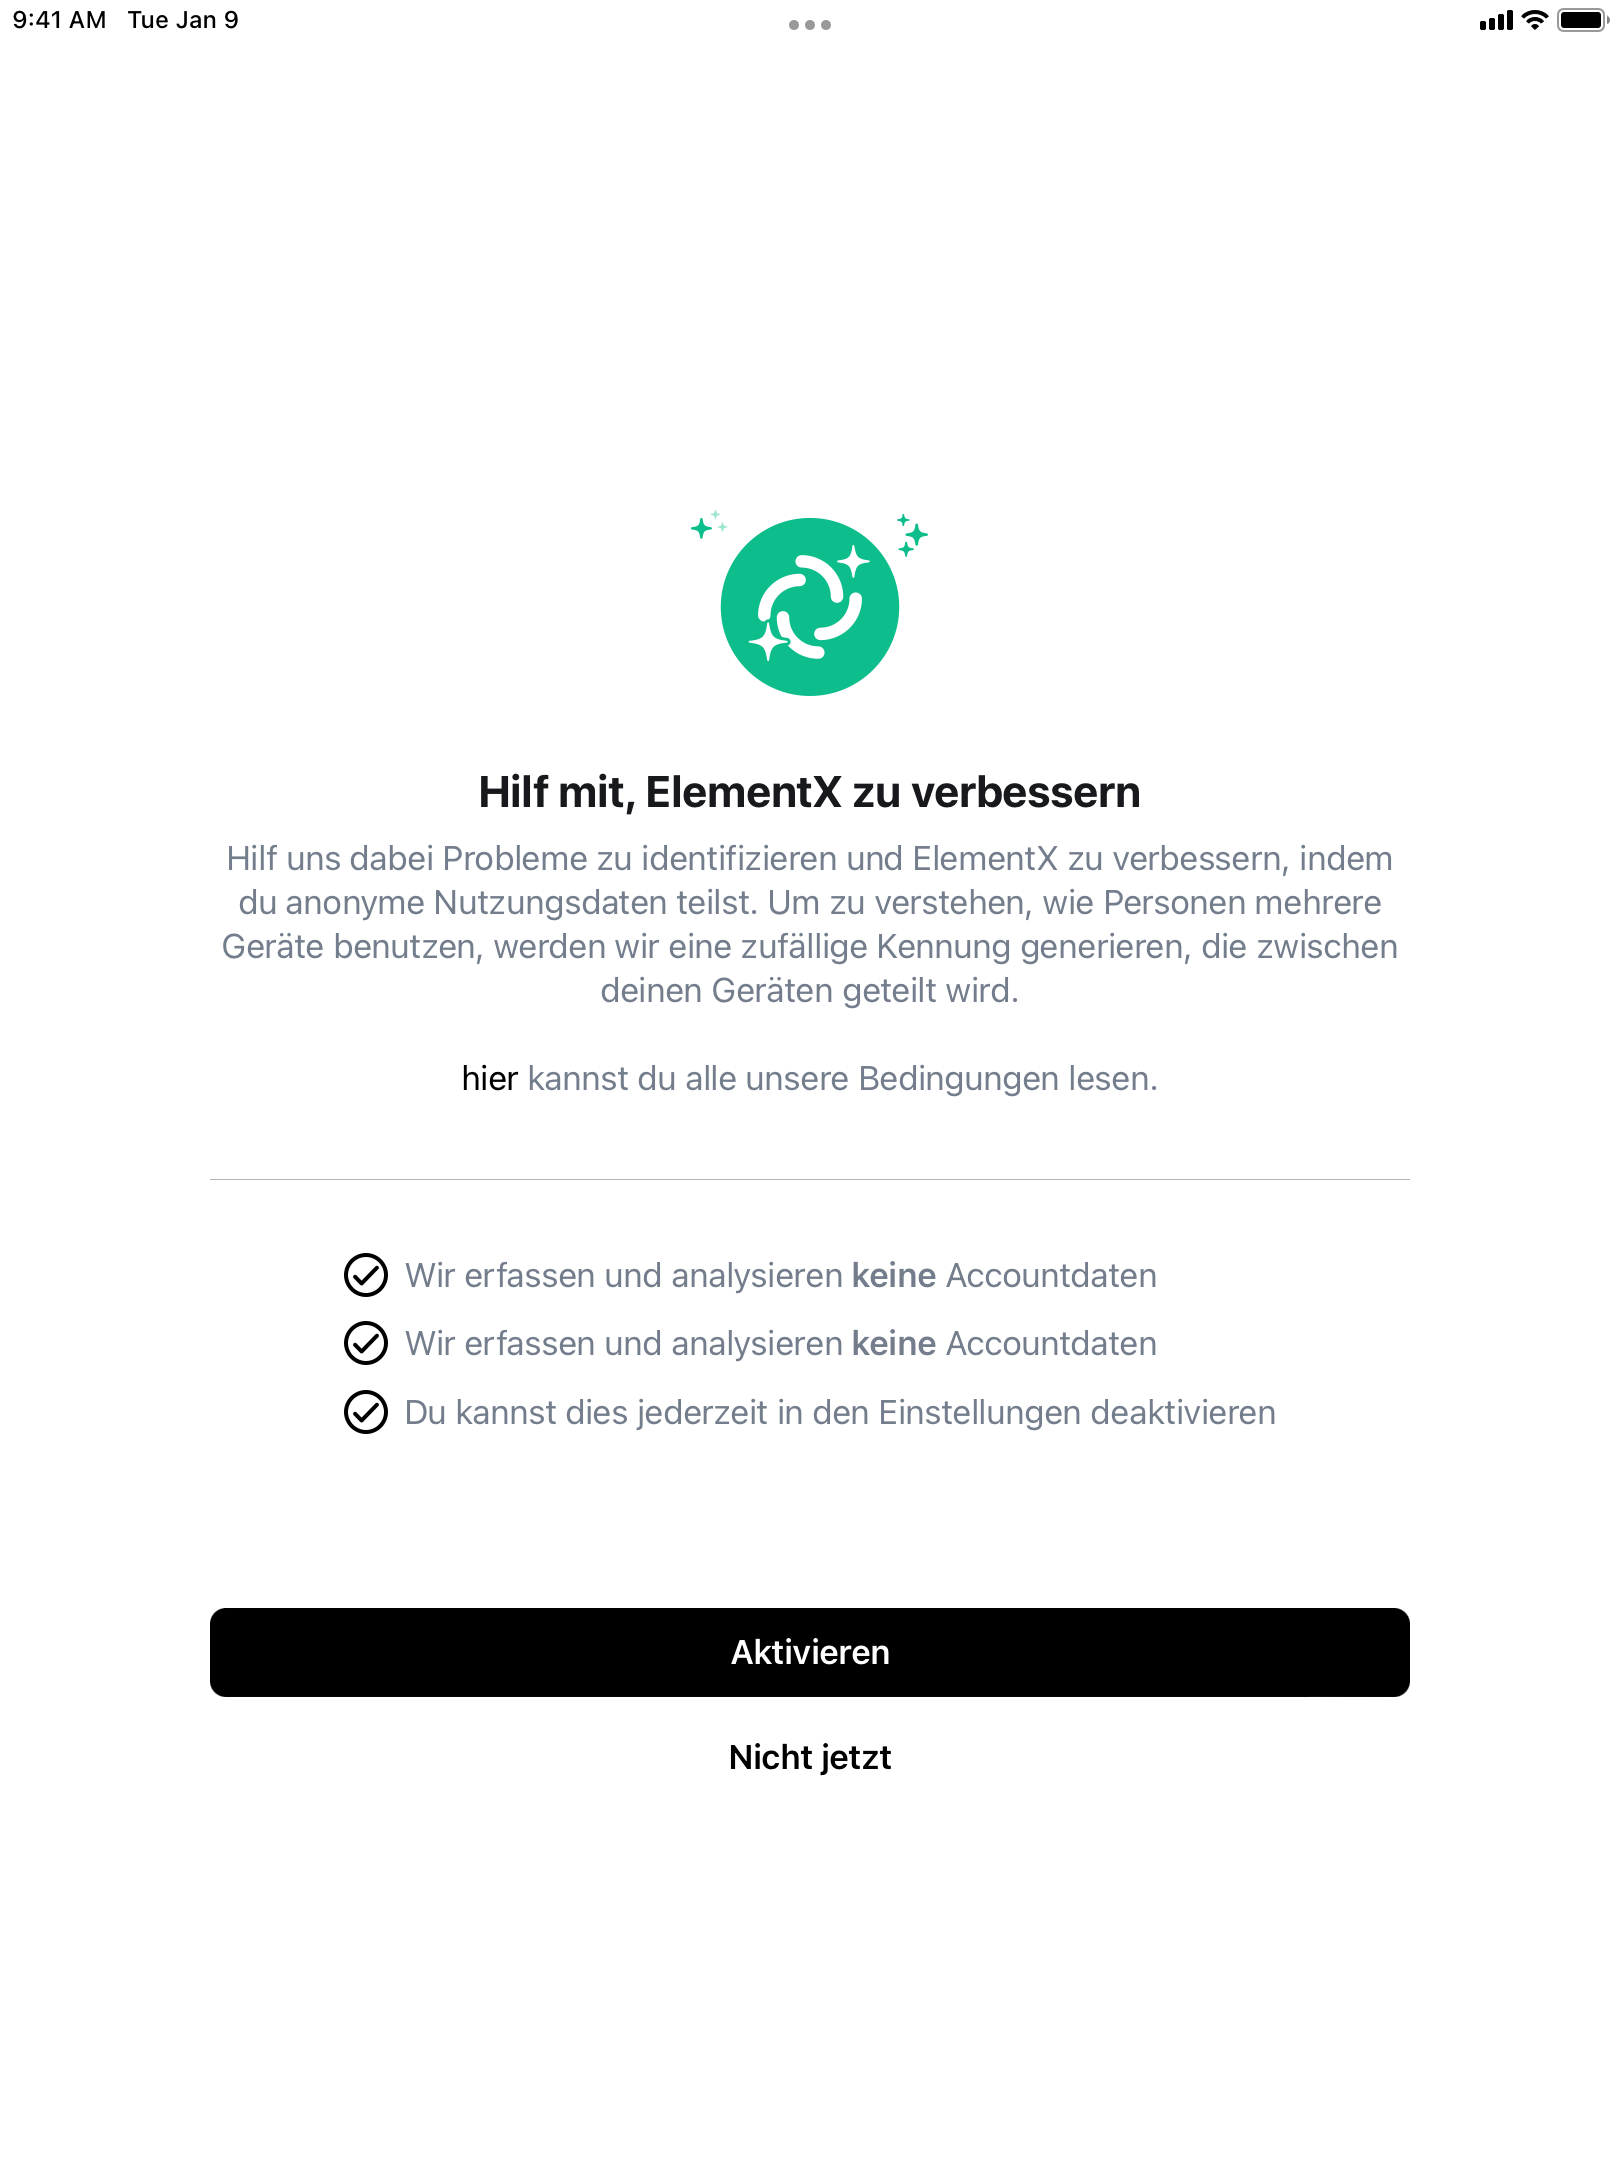 9:41 AM Tue Jan 9
Hilf mit, ElementX zu verbessern
Hilf uns dabei Probleme zu identifizieren und ElementX zu verbessern, indem
du anonyme Nutzungsdaten teilst. Um zu verstehen, wie Personen mehrere
Geräte benutzen, werden wir eine zufällige Kennung generieren, die zwischen
deinen Geräten geteilt wird.
hier kannst du alle unsere Bedingungen lesen.
Wir erfassen und analysieren keine Accountdaten
Wir erfassen und analysieren keine Accountdaten
Du kannst dies jederzeit in den Einstellungen deaktivieren
Aktivieren
Nicht jetzt